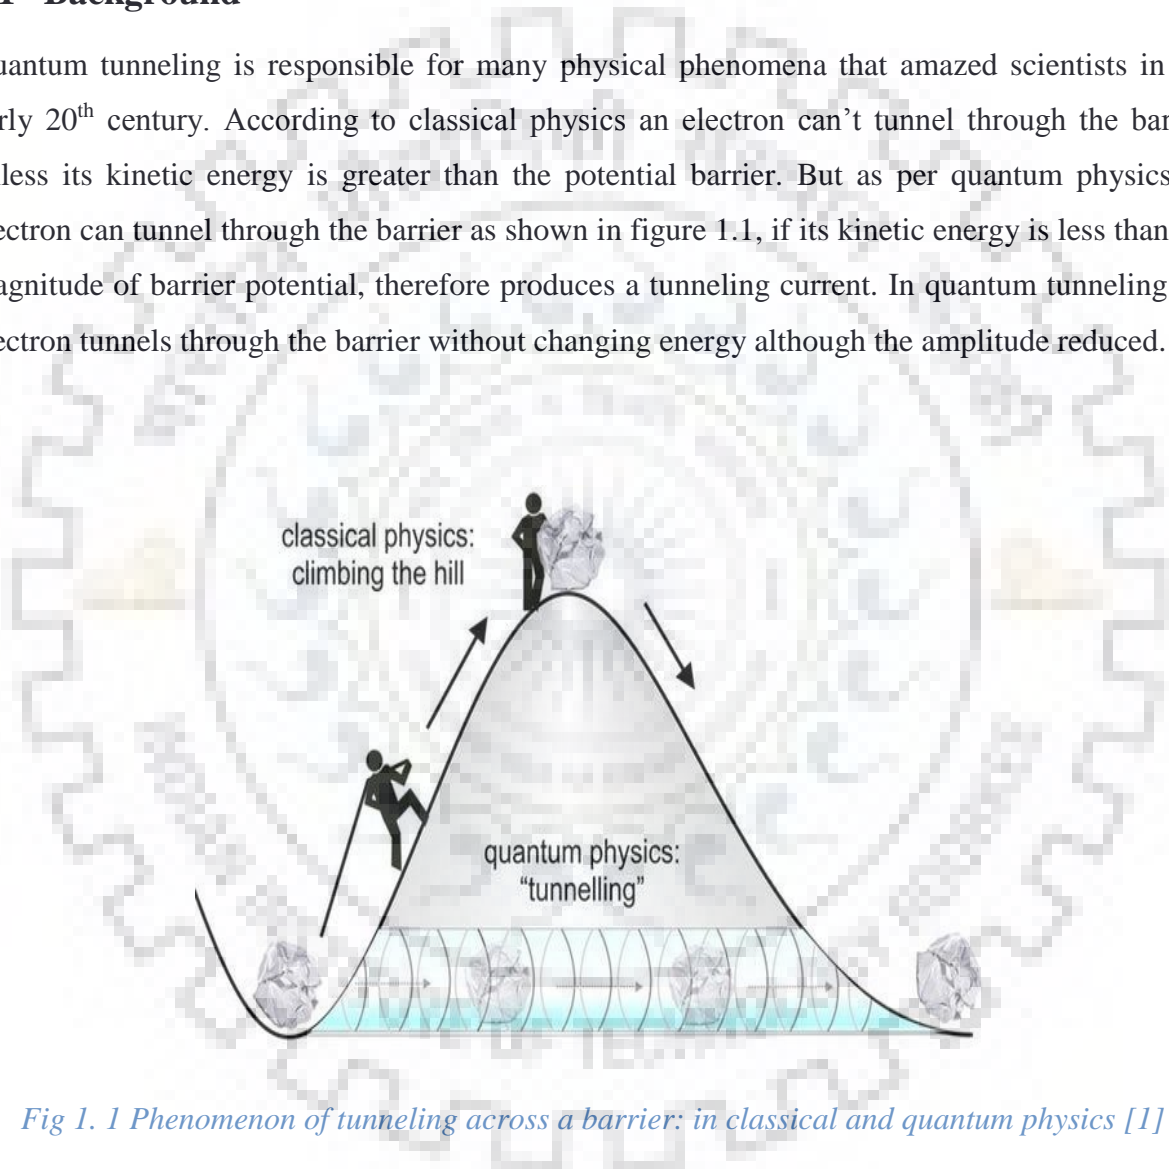 1 Background
uantum tunneling is responsible for many physical phenomena that amazed scientists in
rly 20th century. According to classical physics an electron can't tunnel through the bar
less its kinetic energy is greater than the potential barrier. But as per quantum physics
ectron can tunnel through the barrier as shown in figure 1.1, if its kinetic energy is less than
agnitude of barrier potential, therefore produces a tunneling current. In quantum tunneling
ectron tunnels through the barrier without changing energy although the amplitude reduced.
classical physics:
climbing the hill
quantum physics:
“tunnelling”
Fig 1. 1 Phenomenon of tunneling across a barrier: in classical and quantum physics [1]